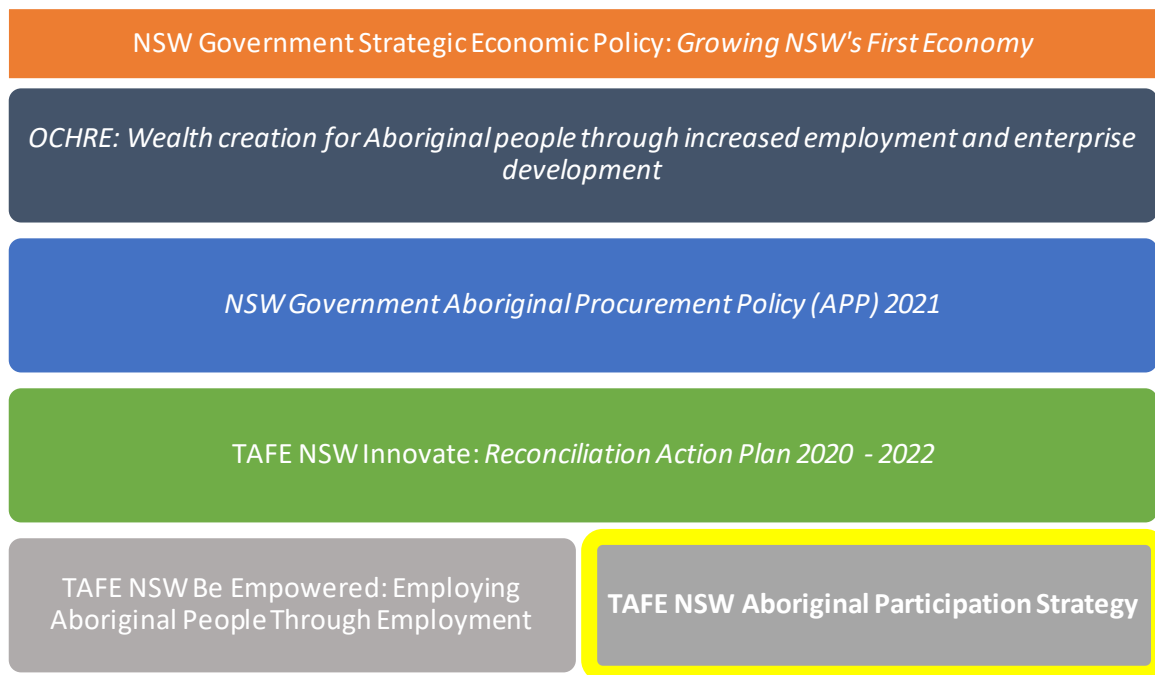 NSW Government Strategic Economic Policy: Growing NSW's First Economy
OCHRE: Wealth creation for Aboriginal people through increased employment and enterprise
development
NSW Government Aboriginal Procurement Policy (APP) 2021
TAFE NSW Innovate: Reconciliation Action Plan 2020 - 2022
TAFE NSW Be Empowered: Employing
Aboriginal People Through Employment
TAFE NSW Aboriginal Participation Strategy